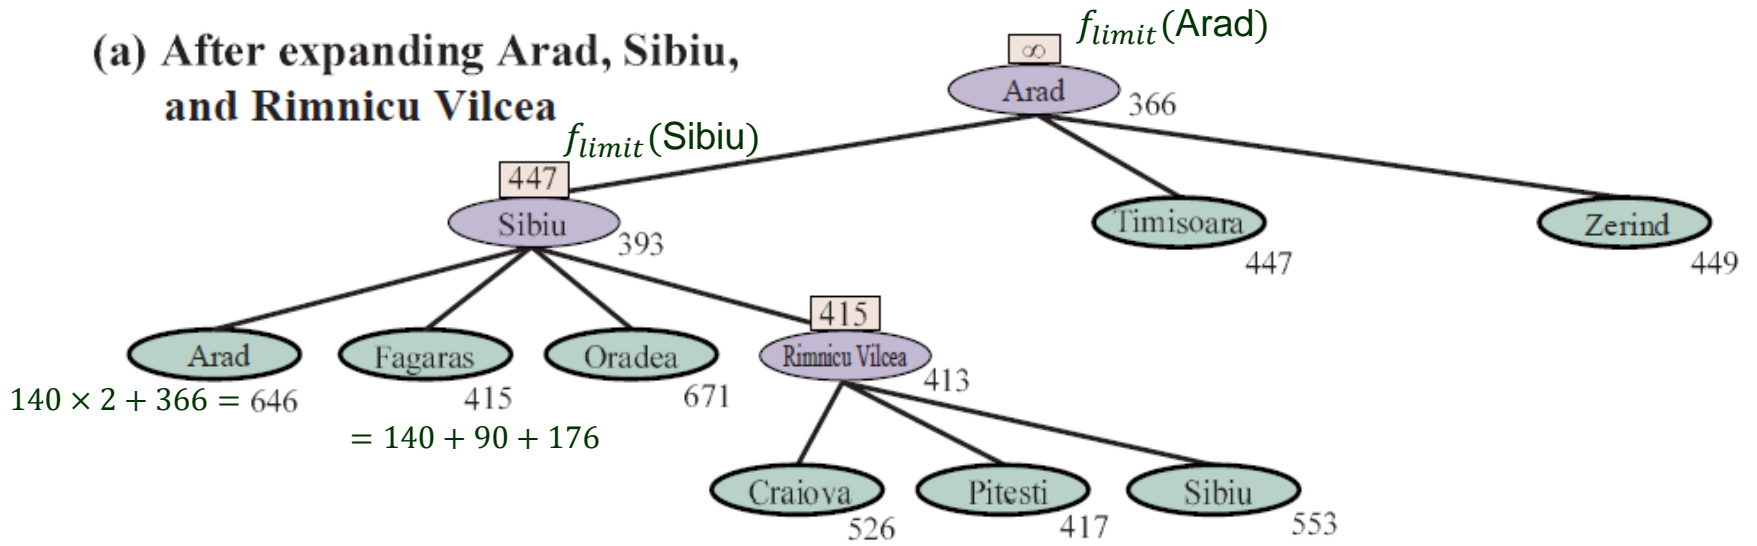 (a) After expanding Arad, Sibiu,
and Rimnicu Vilcea
f_limit(Arad)
∞
Arad
366
f_limit(Sibiu)
447
Sibiu
393
Timisoara
447
Zerind
449
Arad
140 × 2 + 366 = 646
Fagaras
415
= 140 + 90 + 176
Oradea
671
415
Rimnicu Vilcea
413
Craiova
526
Pitesti
417
Sibiu
553